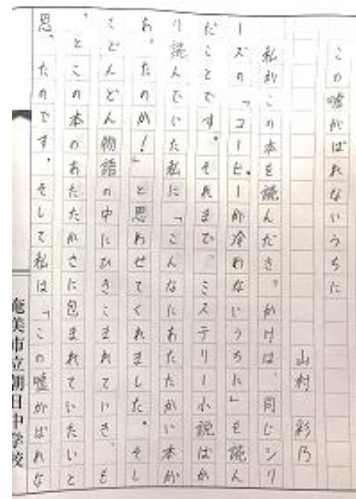 この嘘がばれないうちに
山村 彩乃
私がこの本を読んだきっかけは、同じシリ
ーズの「コーヒーが冷めないうちに」を読ん
だことです。それまで、ミステリー小説ばか
り読んでいた私に「こんなにあたたかい本が
あったのか!」と思わせてくれました。そし
てどんどん物語の中にひきこまれていき、も
っとこの本のあたたかさに包まれていたいと
思ったのです。そして私は「この嘘がばれな
奄美市立朝日中学校